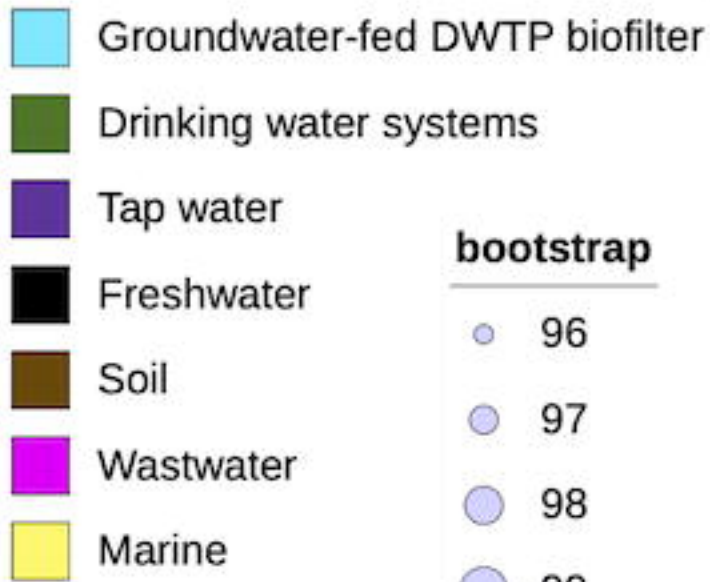 Groundwater-fed DWTP biofilter
Drinking water systems
Tap water
Freshwater
Soil
Wastwater
Marine
bootstrap
96
97
98